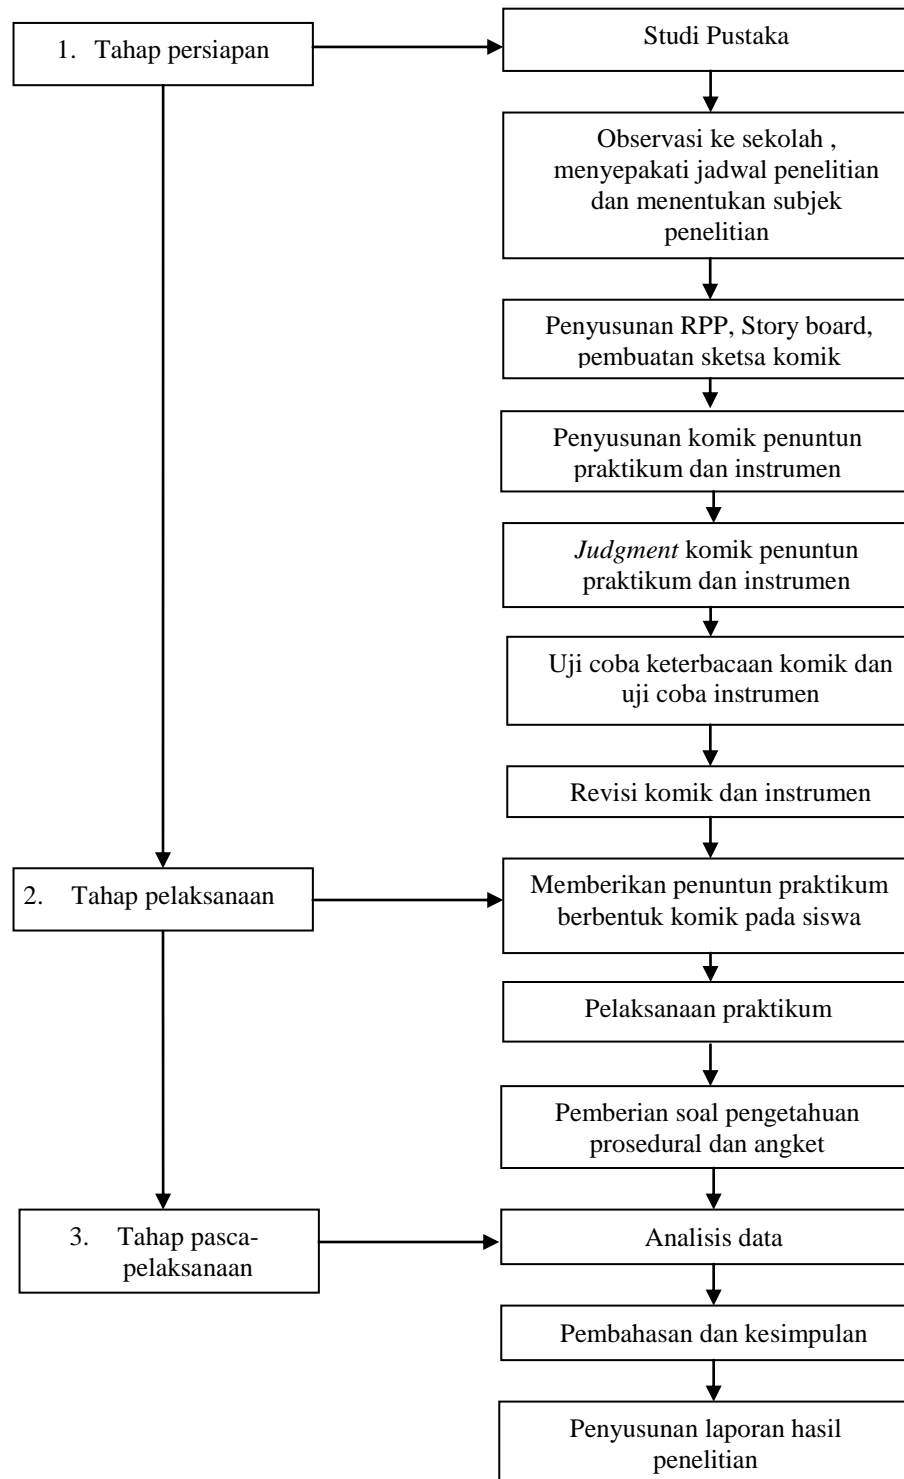 1. Tahap persiapan
Studi Pustaka
Observasi ke sekolah ,
menyepakati jadwal penelitian
dan menentukan subjek
penelitian
Penyusunan RPP, Story board,
pembuatan sketsa komik
Penyusunan komik penuntun
praktikum dan instrumen
Judgment komik penuntun
praktikum dan instrumen
Uji coba keterbacaan komik dan
uji coba instrumen
Revisi komik dan instrumen
2. Tahap pelaksanaan
Memberikan penuntun praktikum
berbentuk komik pada siswa
Pelaksanaan praktikum
Pemberian soal pengetahuan
prosedural dan angket
3. Tahap pasca-
pelaksanaan
Analisis data
Pembahasan dan kesimpulan
Penyusunan laporan hasil
penelitian